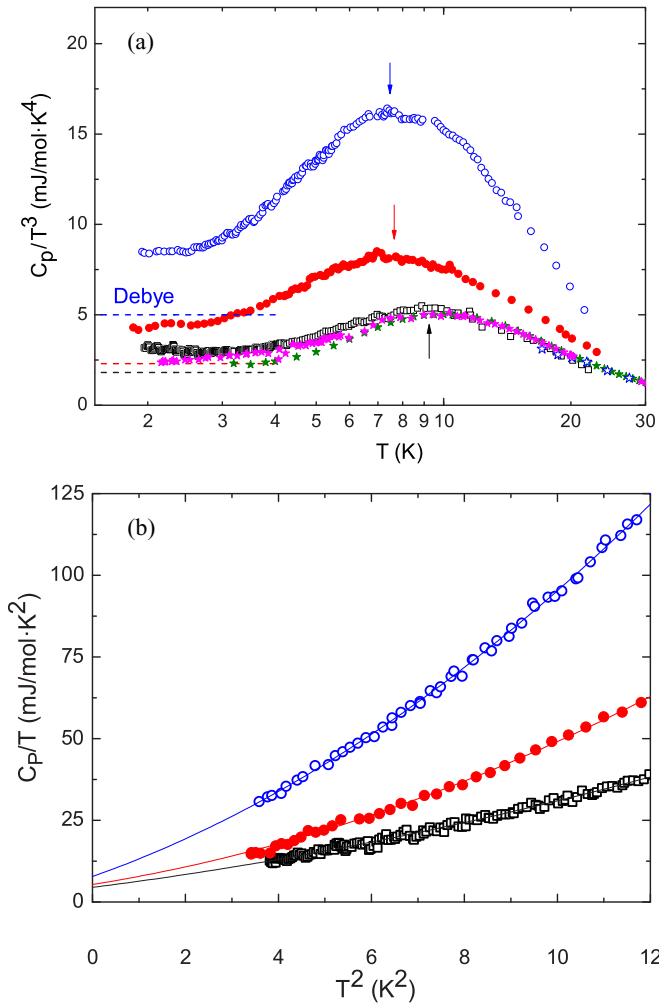 (a)
20
15
10
5
0
C_p/T^3 (mJ/mol·K^4)
Debye
2 3 4 5 6 7 8 9 10 20 30
T (K)
(b)
125
100
75
50
25
0
C_P/T (mJ/mol·K^2)
0 2 4 6 8 10 12
T^2 (K^2)